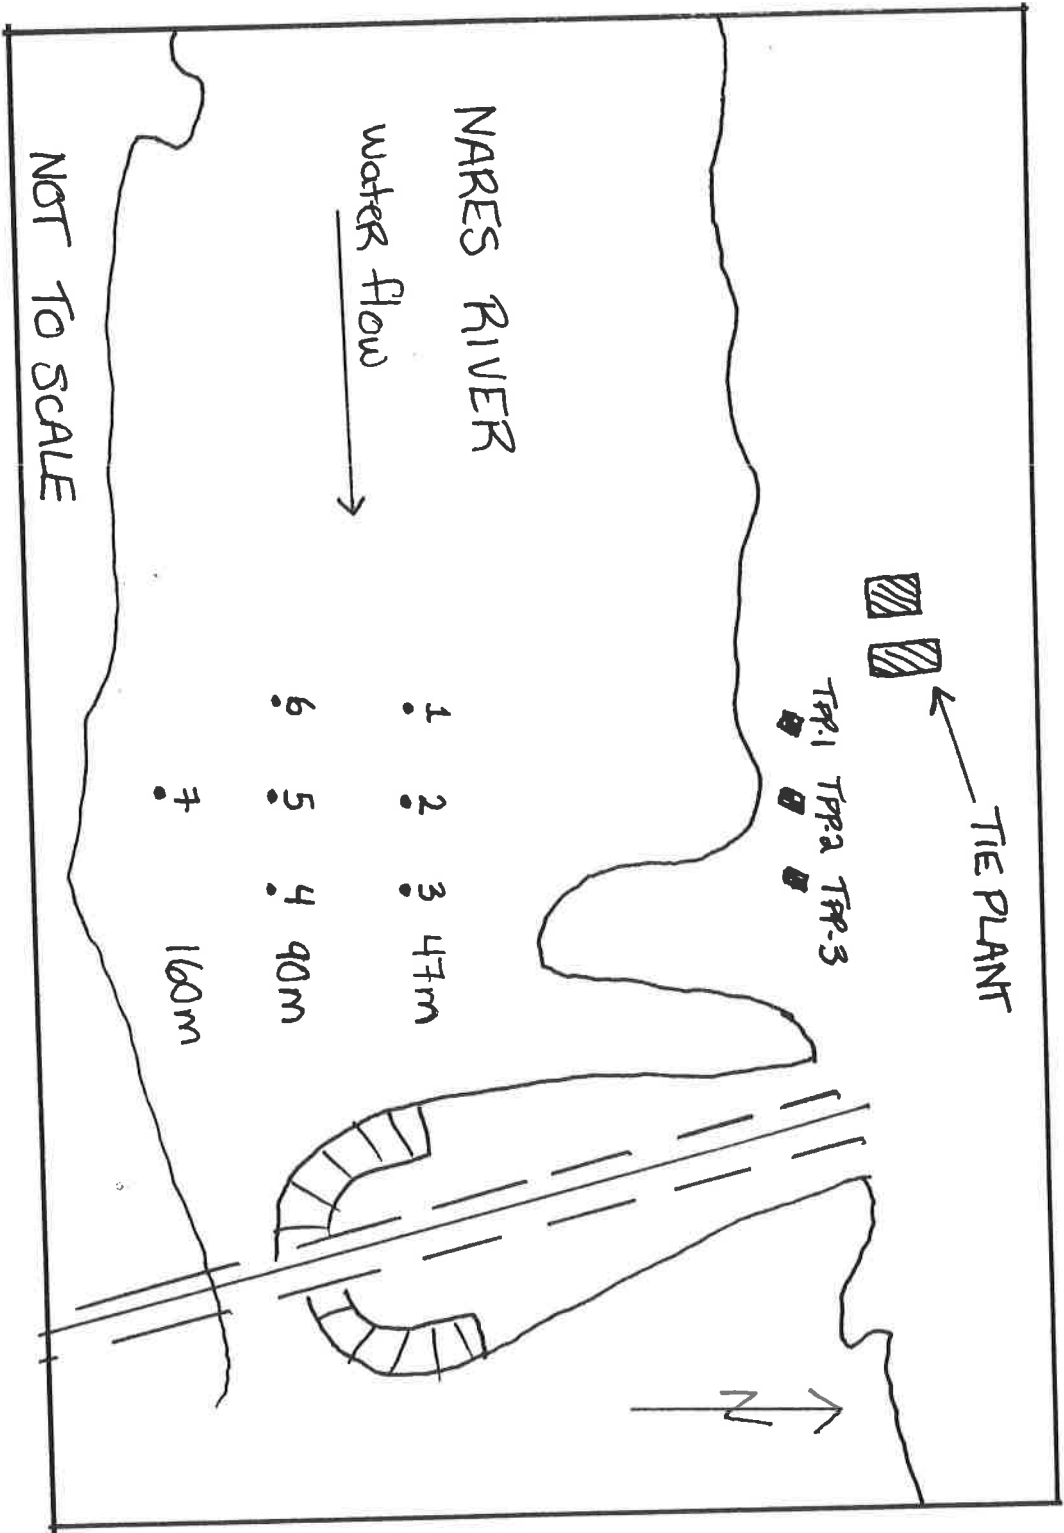 TIE PLANT
TPP-1 TPP-2 TPP-3
NARES RIVER
Water flow
1 2 3 47m
6 5 4 90m
7 160m
NOT TO SCALE
N